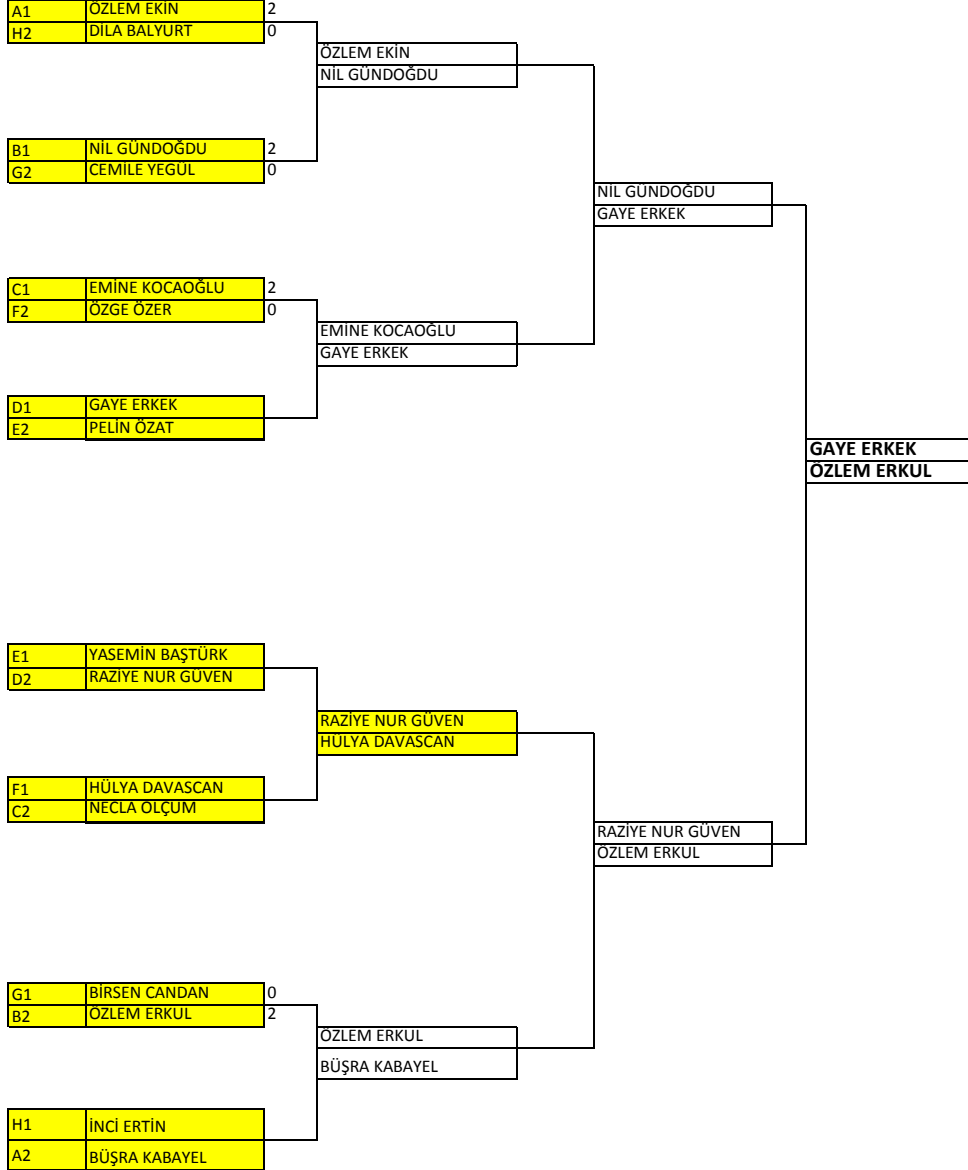 A1 ÖZLEM EKİN 2
H2 DİLA BALYURT 0
ÖZLEM EKİN
NİL GÜNDOĞDU
B1 NİL GÜNDOĞDU 2
G2 CEMİLE YEGÜL 0
NİL GÜNDOĞDU
GAYE ERKEK
C1 EMİNE KOCAOĞLU 2
F2 ÖZGE ÖZER 0
EMİNE KOCAOĞLU
GAYE ERKEK
D1 GAYE ERKEK
E2 PELİN ÖZAT
GAYE ERKEK
ÖZLEM ERKUL
E1 YASEMİN BAŞTÜRK
D2 RAZİYE NUR GÜVEN
RAZİYE NUR GÜVEN
HÜLYA DAVASCAN
F1 HÜLYA DAVASCAN
C2 NECLA OLÇUM
RAZİYE NUR GÜVEN
ÖZLEM ERKUL
G1 BİRSEN CANDAN 0
B2 ÖZLEM ERKUL 2
ÖZLEM ERKUL
BÜŞRA KABAYEL
H1 İNCİ ERTİN
A2 BÜŞRA KABAYEL